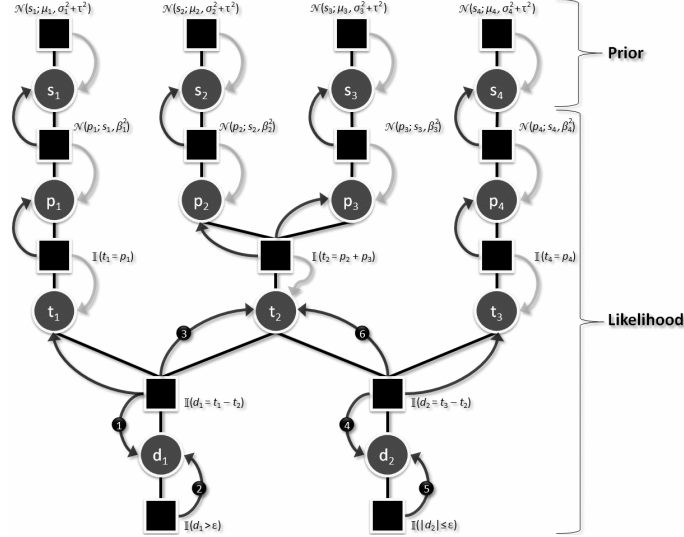 𝒩(s₁; μ₁, σ₁²+τ²) 𝒩(s₂; μ₂, σ₂²+τ²) 𝒩(s₃; μ₃, σ₃²+τ²) 𝒩(s₄; μ₄, σ₄²+τ²)
Prior
s₁ s₂ s₃ s₄
𝒩(p₁; s₁, β₁²) 𝒩(p₂; s₂, β₂²) 𝒩(p₃; s₃, β₃²) 𝒩(p₄; s₄, β₄²)
p₁ p₂ p₃ p₄
𝕀(t₁ = p₁) 𝕀(t₂ = p₂ + p₃) 𝕀(t₄ = p₄)
t₁ t₂ t₃
Likelihood
3 6
𝕀(d₁ = t₁ − t₂) 𝕀(d₂ = t₃ − t₂)
1 4
d₁ d₂
2 5
𝕀(d₁ > ε) 𝕀(|d₂| ≤ ε)